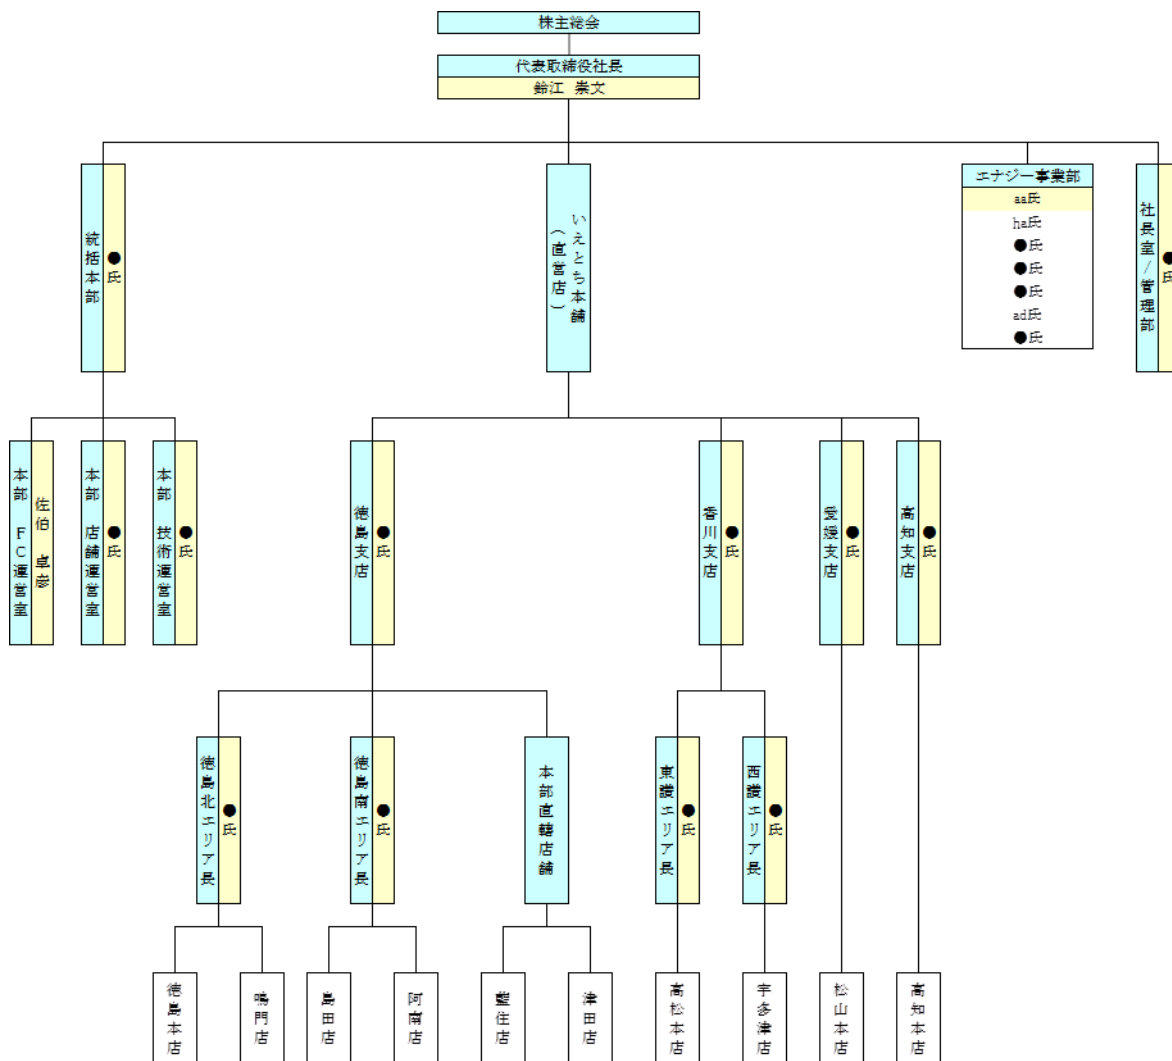 株主総会
代表取締役社長
鈴江 崇文
統括本部
●氏
いえとち本舗
(直営店)
エナジー事業部
aa氏
ha氏
●氏
●氏
●氏
ad氏
●氏
社長室/管理部
●氏
本部 FC運営室
佐伯 卓彦
本部 店舗運営室
●氏
本部 技術運営室
●氏
徳島支店
●氏
香川支店
●氏
愛媛支店
●氏
高知支店
●氏
徳島北エリア長
●氏
徳島南エリア長
●氏
本部直轄店舗
東讃エリア長
●氏
西讃エリア長
●氏
徳島本店
鳴門店
島田店
阿南店
藍住店
津田店
高松本店
宇多津店
松山本店
高知本店